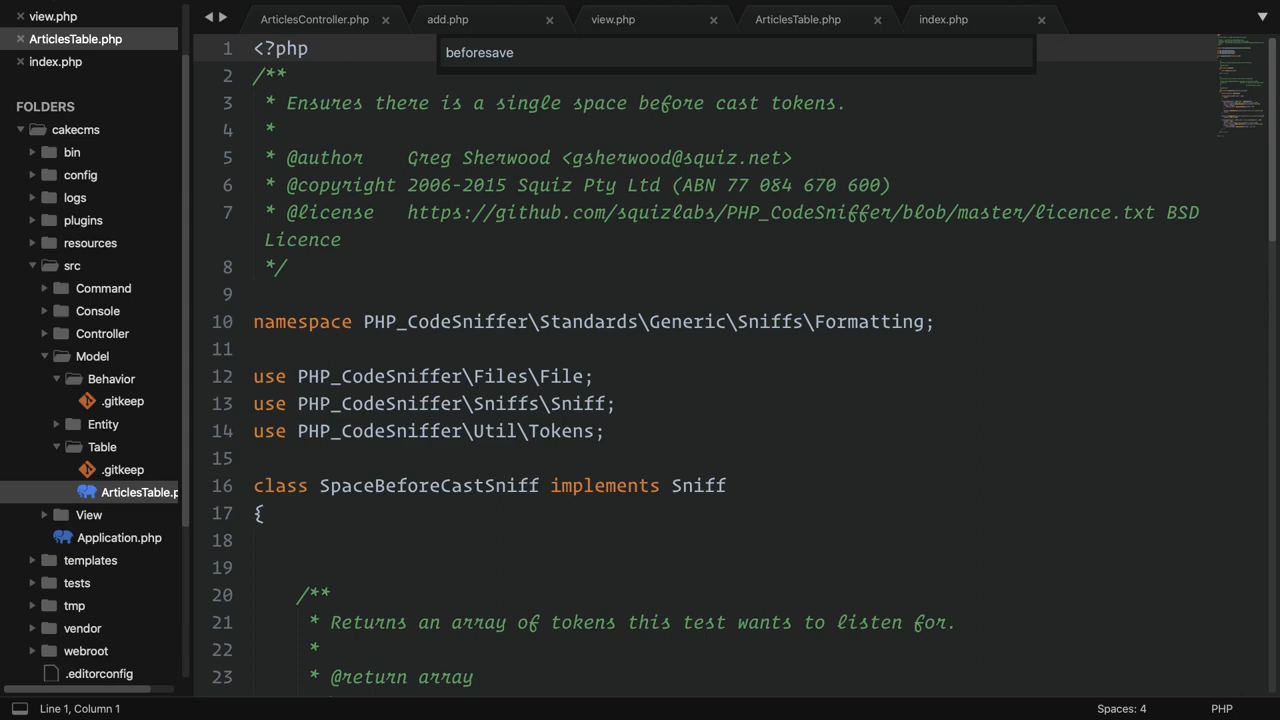 view.php
ArticlesTable.php
index.php
FOLDERS
cakecms
bin
config
logs
plugins
resources
src
Command
Console
Controller
Model
Behavior
.gitkeep
Entity
Table
.gitkeep
ArticlesTable.p
View
Application.php
templates
tests
tmp
vendor
webroot
.editorconfig
ArticlesController.php
add.php
view.php
ArticlesTable.php
index.php
beforesave
1 <?php
2 /**
3 * Ensures there is a single space before cast tokens.
4 *
5 * @author Greg Sherwood <gsherwood@squiz.net>
6 * @copyright 2006-2015 Squiz Pty Ltd (ABN 77 084 670 600)
7 * @license https://github.com/squizlabs/PHP_CodeSniffer/blob/master/licence.txt BSD
Licence
8 */
9
10 namespace PHP_CodeSniffer\Standards\Generic\Sniffs\Formatting;
11
12 use PHP_CodeSniffer\Files\File;
13 use PHP_CodeSniffer\Sniffs\Sniff;
14 use PHP_CodeSniffer\Util\Tokens;
15
16 class SpaceBeforeCastSniff implements Sniff
17 {
18
19
20 /**
21 * Returns an array of tokens this test wants to listen for.
22 *
23 * @return array
Line 1, Column 1
Spaces: 4
PHP